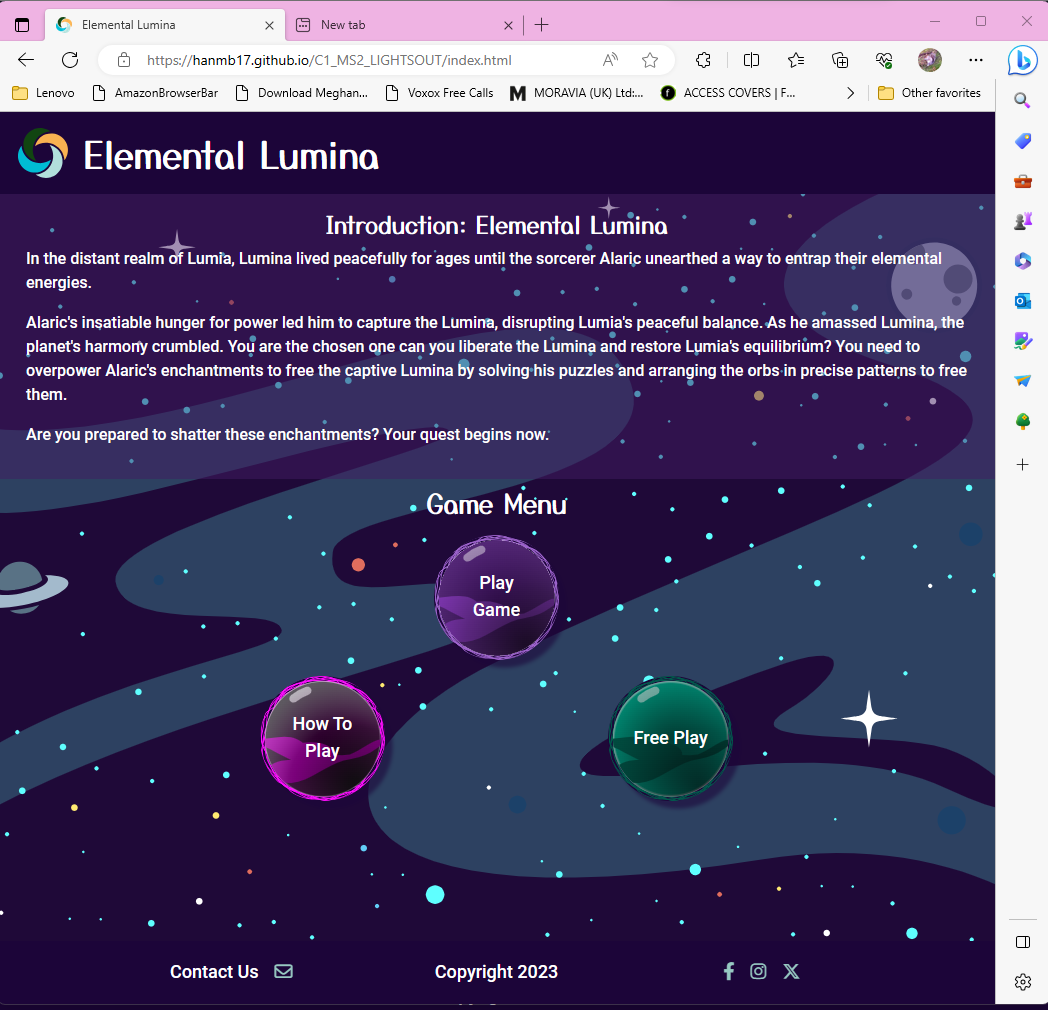 Elemental Lumina
New tab
https://hanmb17.github.io/C1_MS2_LIGHTSOUT/index.html
Lenovo AmazonBrowserBar Download Meghan... Voxox Free Calls MORAVIA (UK) Ltd:... ACCESS COVERS | F... Other favorites
Elemental Lumina
Introduction: Elemental Lumina
In the distant realm of Lumia, Lumina lived peacefully for ages until the sorcerer Alaric unearthed a way to entrap their elemental
energies.
Alaric's insatiable hunger for power led him to capture the Lumina, disrupting Lumia's peaceful balance. As he amassed Lumina, the
planet's harmony crumbled. You are the chosen one can you liberate the Lumina and restore Lumia's equilibrium? You need to
overpower Alaric's enchantments to free the captive Lumina by solving his puzzles and arranging the orbs in precise patterns to free
them.
Are you prepared to shatter these enchantments? Your quest begins now.
Game Menu
Play
Game
How To
Play
Free Play
Contact Us
Copyright 2023